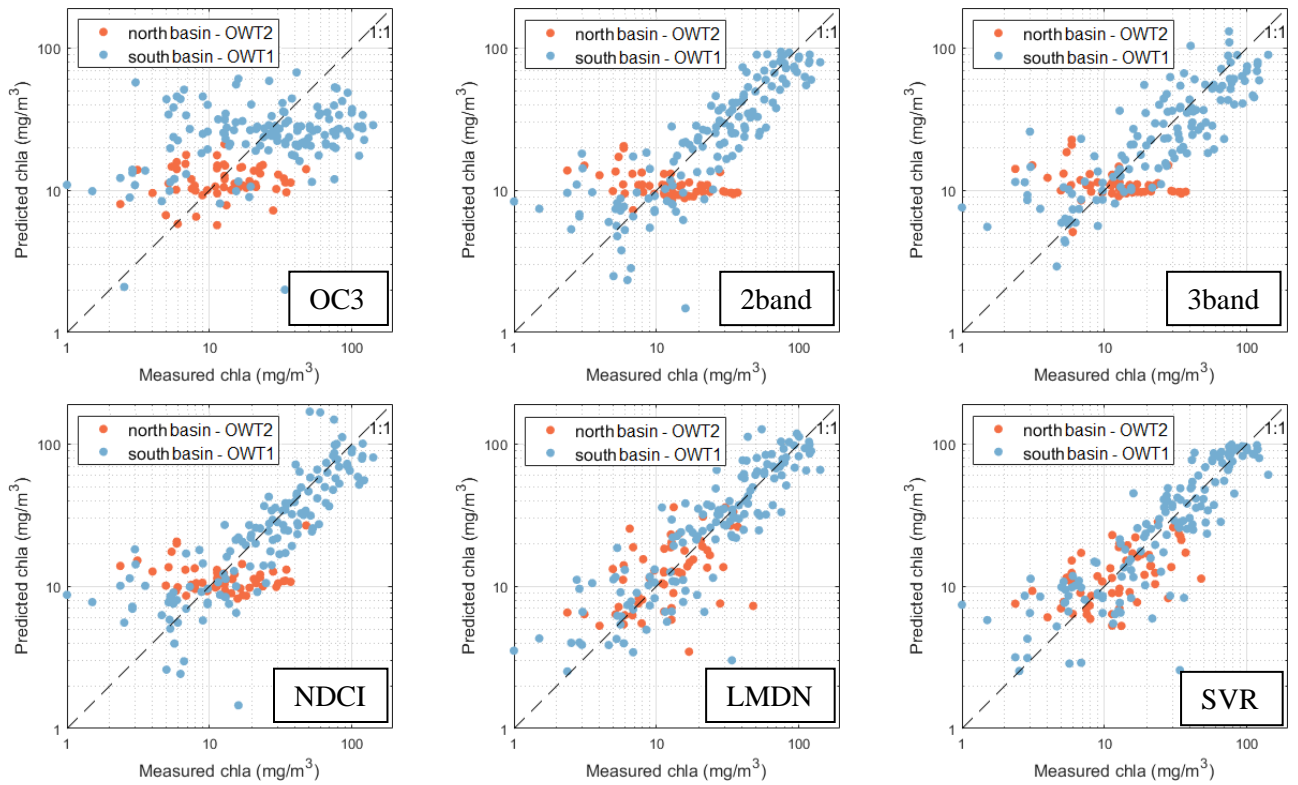 north basin - OWT2
south basin - OWT1
1:1
Predicted chla (mg/m³)
100
10
1
OC3
1 10 100
Measured chla (mg/m³)
north basin - OWT2
south basin - OWT1
1:1
Predicted chla (mg/m³)
100
10
1
2band
1 10 100
Measured chla (mg/m³)
north basin - OWT2
south basin - OWT1
1:1
Predicted chla (mg/m³)
100
10
1
3band
1 10 100
Measured chla (mg/m³)
north basin - OWT2
south basin - OWT1
1:1
Predicted chla (mg/m³)
100
10
1
NDCI
1 10 100
Measured chla (mg/m³)
north basin - OWT2
south basin - OWT1
1:1
Predicted chla (mg/m³)
100
10
1
LMDN
1 10 100
Measured chla (mg/m³)
north basin - OWT2
south basin - OWT1
1:1
Predicted chla (mg/m³)
100
10
1
SVR
1 10 100
Measured chla (mg/m³)